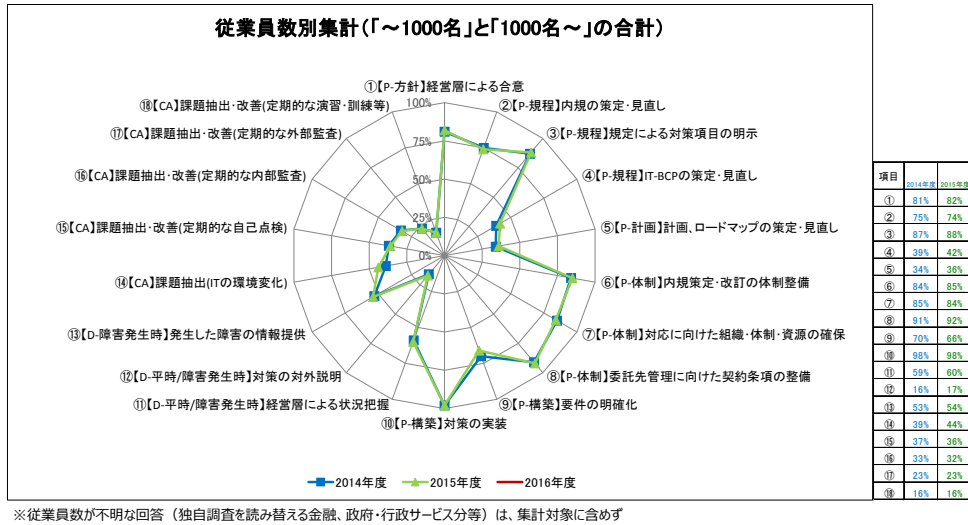 従業員数別集計(「～1000名」と「1000名～」の合計)
①【P-方針】経営層による合意
②【P-規程】内規の策定･見直し
③【P-規程】規定による対策項目の明示
④【P-規程】IT-BCPの策定･見直し
⑤【P-計画】計画、ロードマップの策定･見直し
⑥【P-体制】内規策定･改訂の体制整備
⑦【P-体制】対応に向けた組織･体制･資源の確保
⑧【P-体制】委託先管理に向けた契約条項の整備
⑨【P-構築】要件の明確化
⑩【P-構築】対策の実装
⑪【D-平時/障害発生時】経営層による状況把握
⑫【D-平時/障害発生時】対策の対外説明
⑬【D-障害発生時】発生した障害の情報提供
⑭【CA】課題抽出(ITの環境変化)
⑮【CA】課題抽出･改善(定期的な自己点検)
⑯【CA】課題抽出･改善(定期的な内部監査)
⑰【CA】課題抽出･改善(定期的な外部監査)
⑱【CA】課題抽出･改善(定期的な演習･訓練等)
100%
75%
50%
25%
0%
2014年度 2015年度 2016年度
項目 2014年度 2015年度
① 81% 82%
② 75% 74%
③ 87% 88%
④ 39% 42%
⑤ 34% 36%
⑥ 84% 85%
⑦ 85% 84%
⑧ 91% 92%
⑨ 70% 66%
⑩ 98% 98%
⑪ 59% 60%
⑫ 16% 17%
⑬ 53% 54%
⑭ 39% 44%
⑮ 37% 36%
⑯ 33% 32%
⑰ 23% 23%
⑱ 16% 16%
※従業員数が不明な回答（独自調査を読み替える金融、政府・行政サービス分等）は、集計対象に含めず